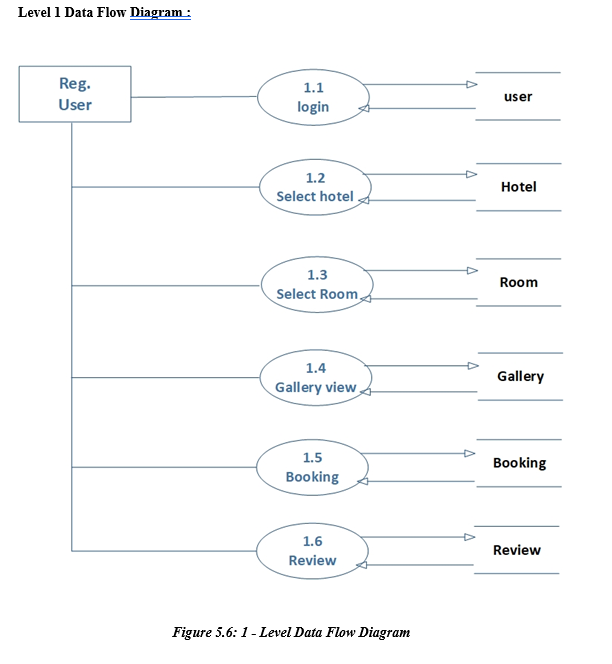 Level 1 Data Flow Diagram :
Reg.
User
1.1
login
user
1.2
Select hotel
Hotel
1.3
Select Room
Room
1.4
Gallery view
Gallery
1.5
Booking
Booking
1.6
Review
Review
Figure 5.6: 1 - Level Data Flow Diagram